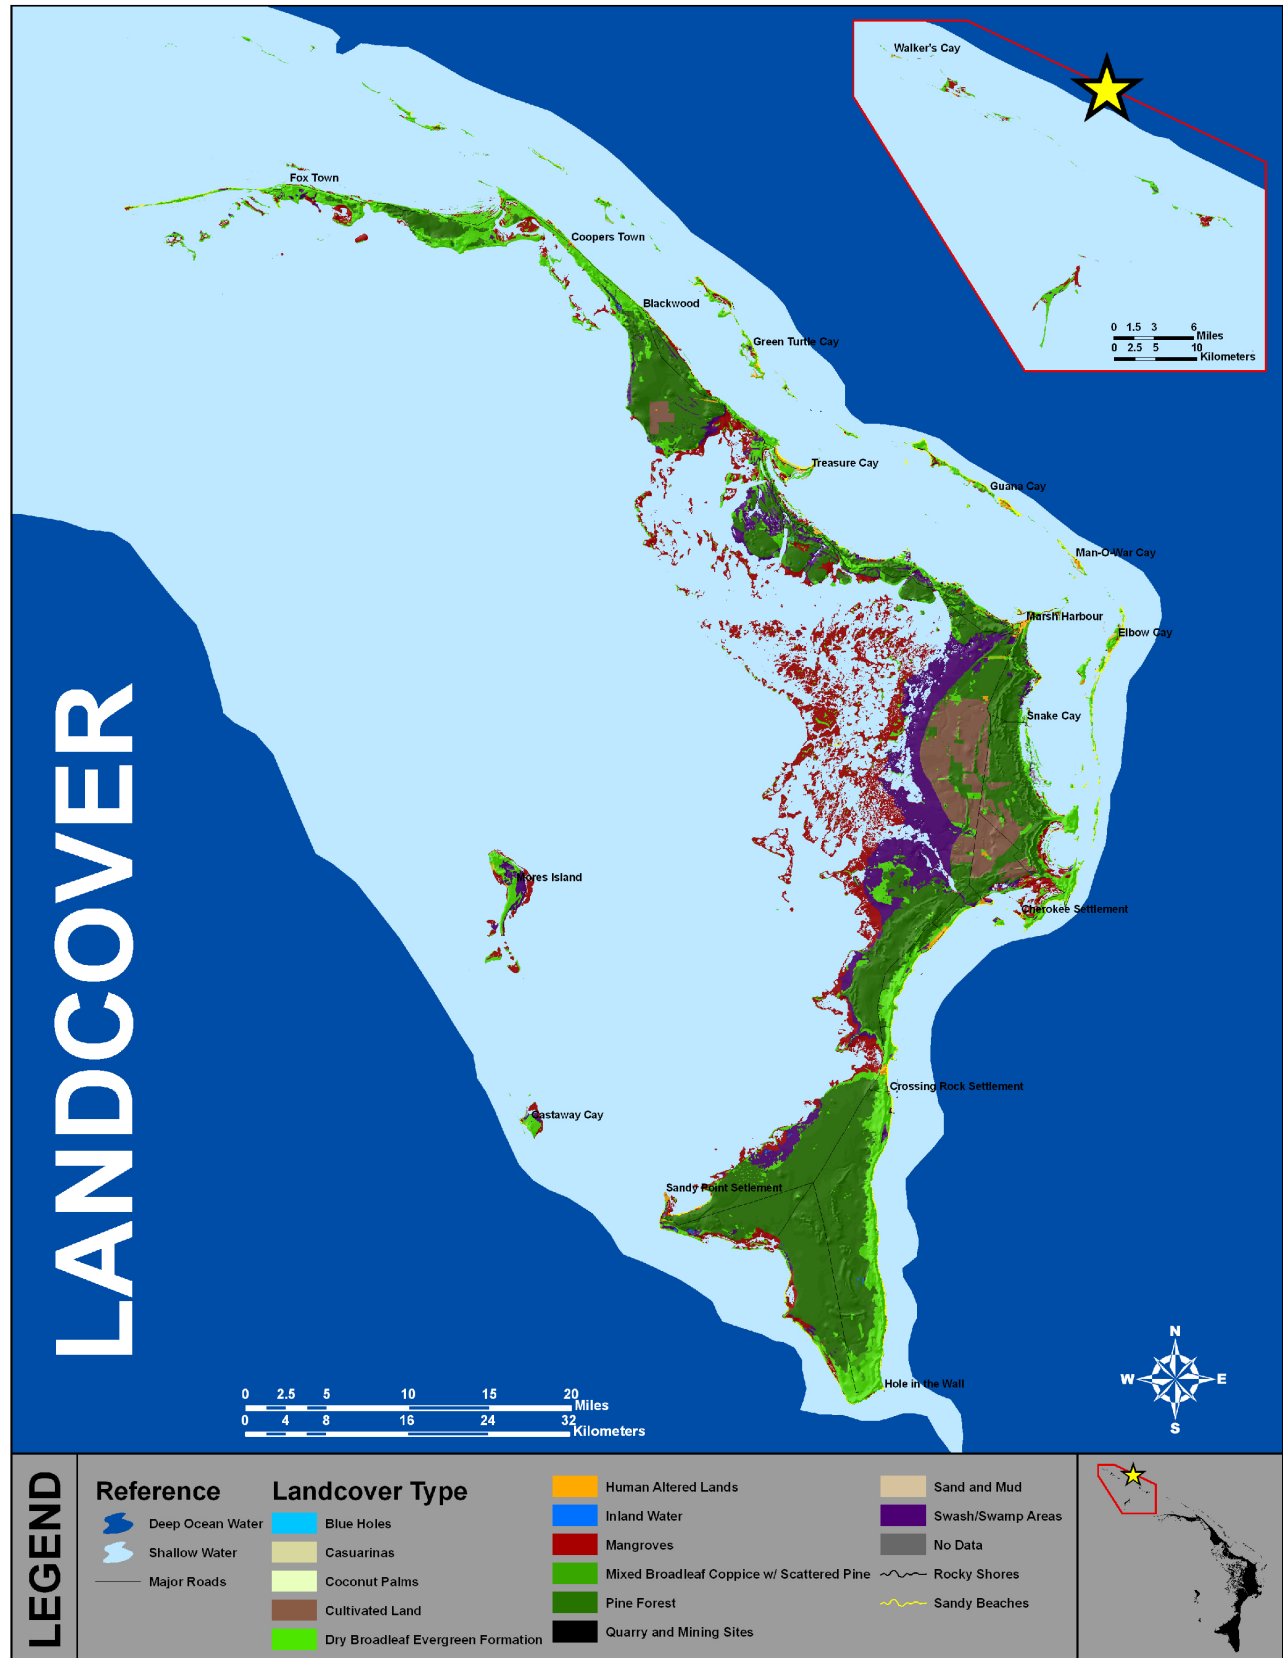 Walker's Cay
0 1.5 3 6
Miles
0 2.5 5 10
Kilometers
Fox Town
Coopers Town
Blackwood
Green Turtle Cay
Treasure Cay
Guana Cay
Man-O-War Cay
Marsh Harbour
Elbow Cay
Snake Cay
Mores Island
Cherokee Settlement
Crossing Rock Settlement
Castaway Cay
Sandy Point Setlement
Hole in the Wall
LANDCOVER
N
W E
S
0 2.5 5 10 15 20
Miles
0 4 8 16 24 32
Kilometers
LEGEND
Reference
Deep Ocean Water
Shallow Water
Major Roads
Landcover Type
Blue Holes
Casuarinas
Coconut Palms
Cultivated Land
Dry Broadleaf Evergreen Formation
Human Altered Lands
Inland Water
Mangroves
Mixed Broadleaf Coppice w/ Scattered Pine
Pine Forest
Quarry and Mining Sites
Sand and Mud
Swash/Swamp Areas
No Data
Rocky Shores
Sandy Beaches